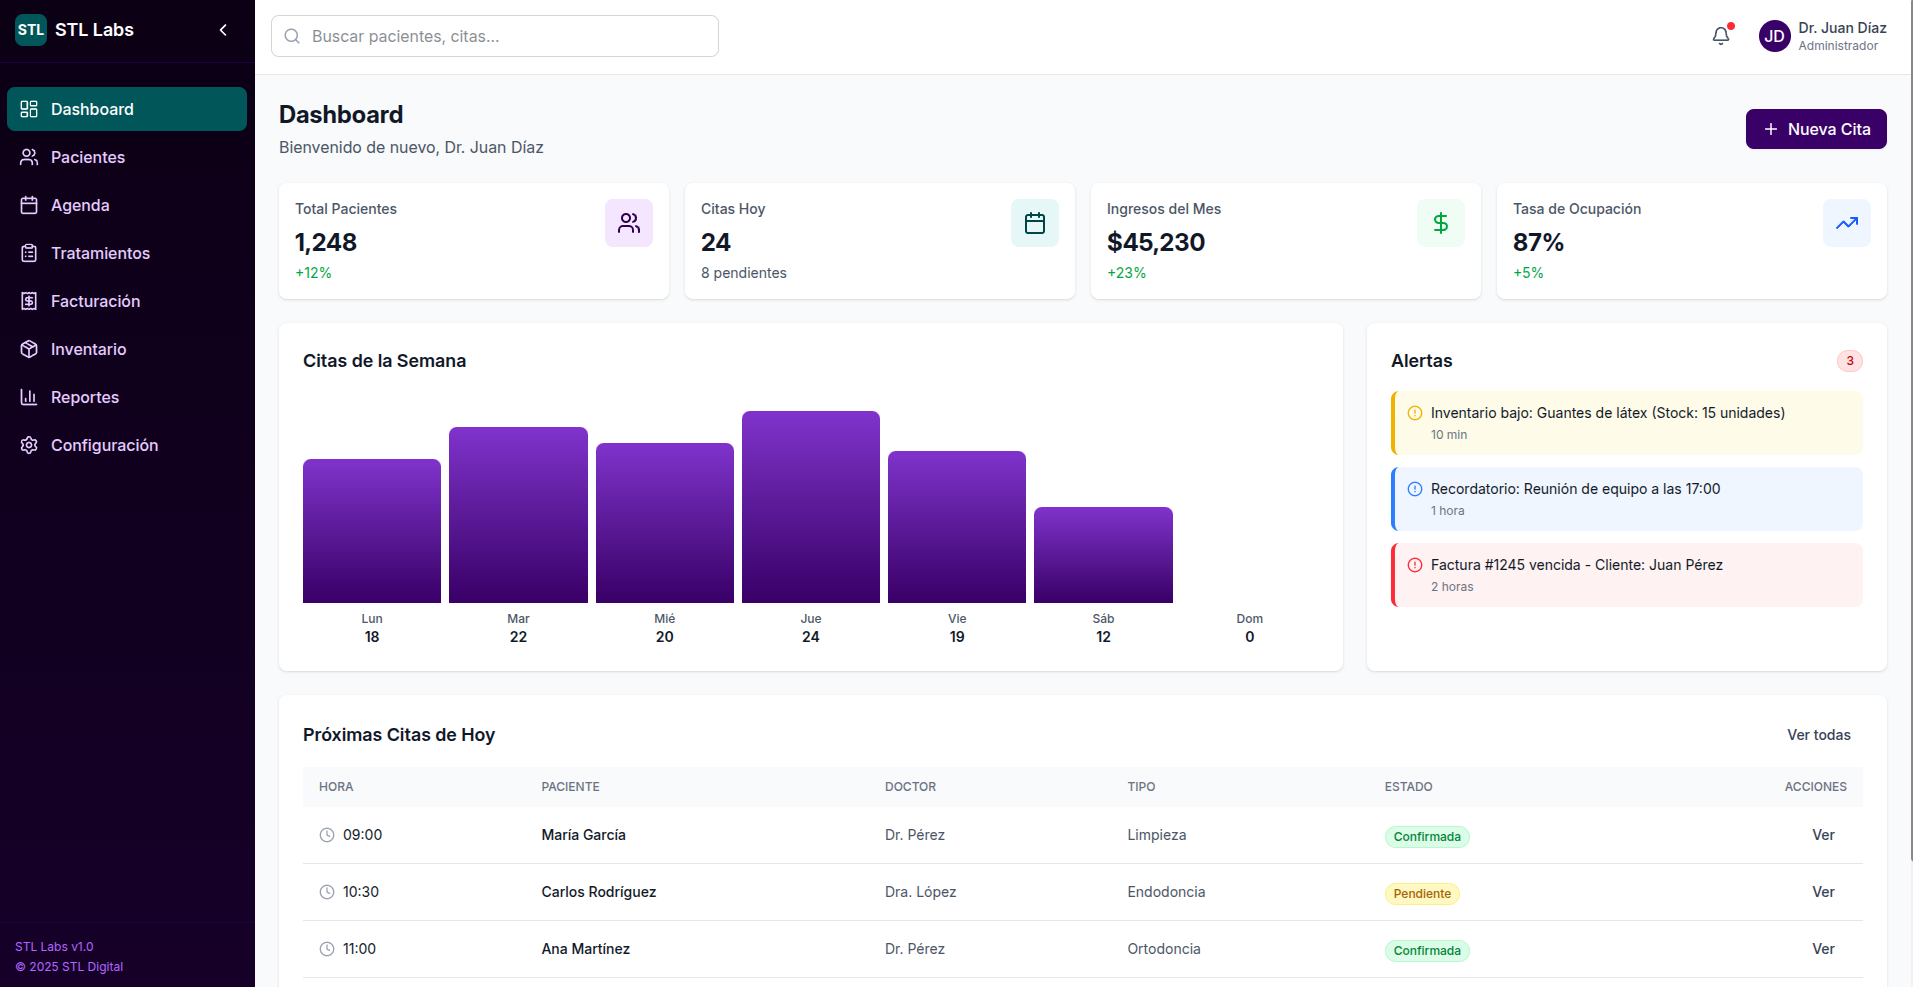 STL STL Labs
Dashboard
Pacientes
Agenda
Tratamientos
Facturación
Inventario
Reportes
Configuración
STL Labs v1.0
© 2025 STL Digital
Buscar pacientes, citas...
JD
Dr. Juan Díaz
Administrador
Dashboard
Bienvenido de nuevo, Dr. Juan Díaz
Nueva Cita
Total Pacientes
1,248
+12%
Citas Hoy
24
8 pendientes
Ingresos del Mes
$45,230
+23%
Tasa de Ocupación
87%
+5%
Citas de la Semana
Lun Mar Mié Jue Vie Sáb Dom
18 22 20 24 19 12 0
Alertas 3
Inventario bajo: Guantes de látex (Stock: 15 unidades)
10 min
Recordatorio: Reunión de equipo a las 17:00
1 hora
Factura #1245 vencida - Cliente: Juan Pérez
2 horas
Próximas Citas de Hoy Ver todas
HORA PACIENTE DOCTOR TIPO ESTADO ACCIONES
09:00 María García Dr. Pérez Limpieza Confirmada Ver
10:30 Carlos Rodríguez Dra. López Endodoncia Pendiente Ver
11:00 Ana Martínez Dr. Pérez Ortodoncia Confirmada Ver